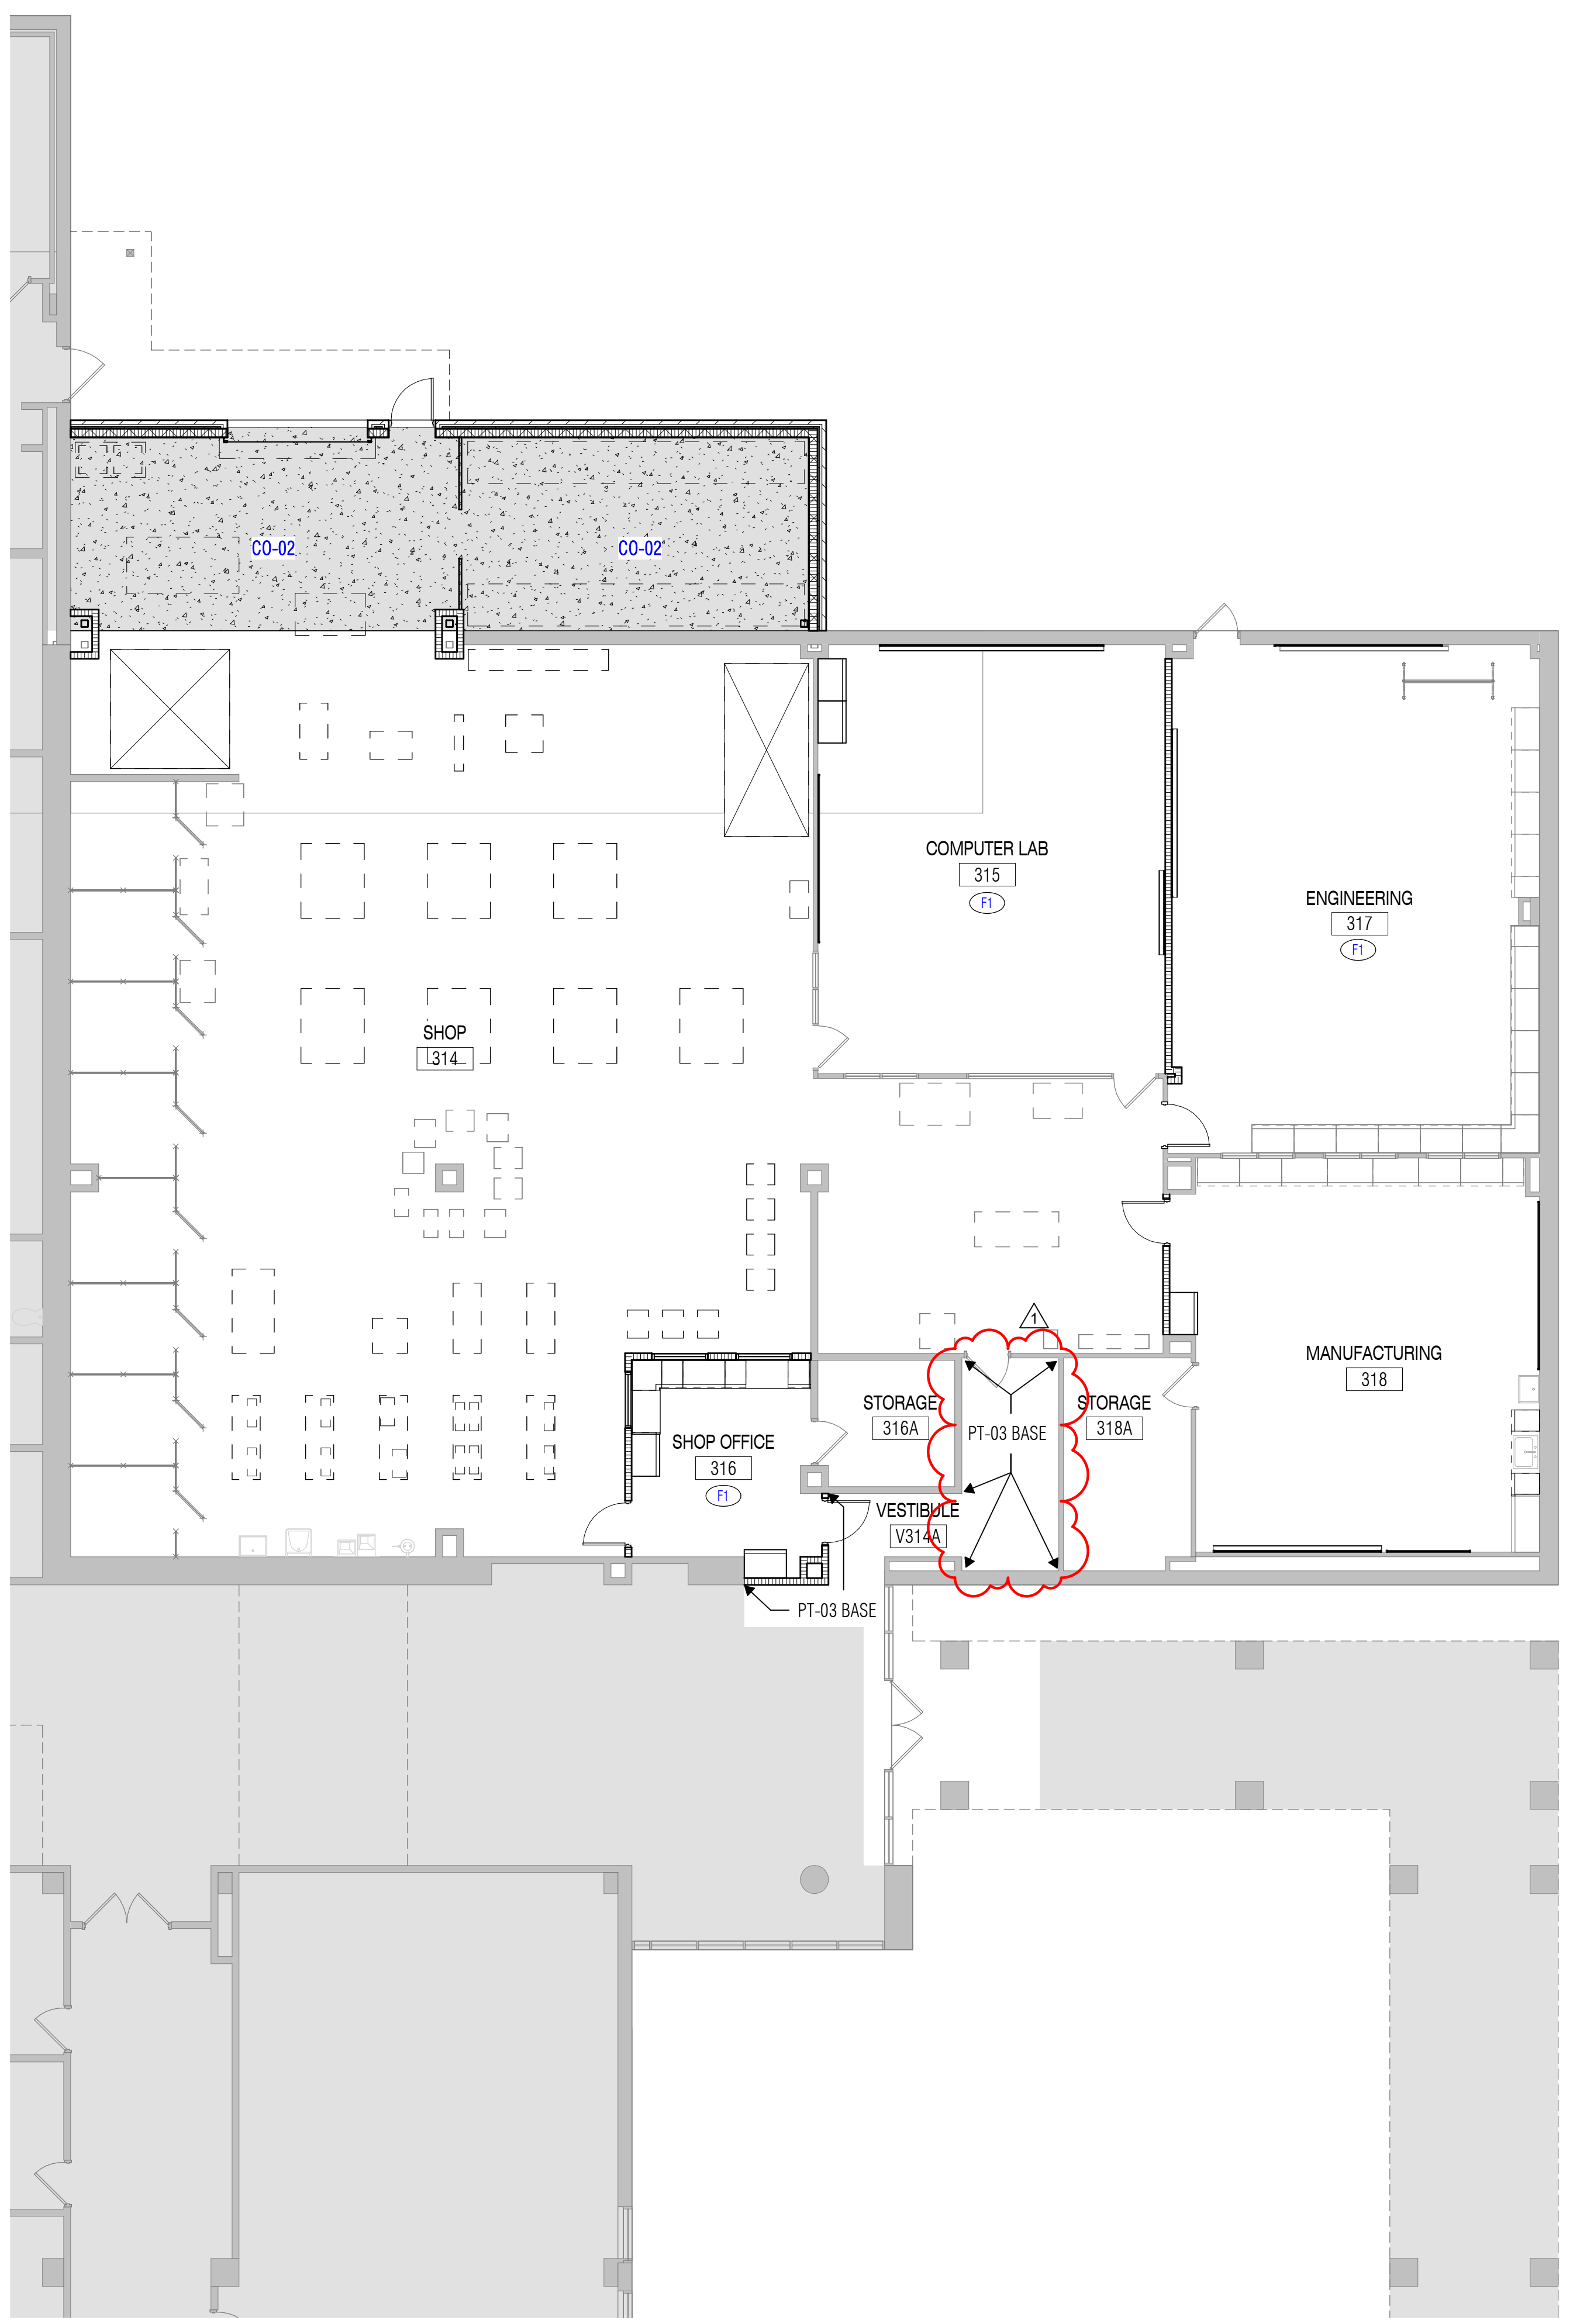 CO-02
CO-02
COMPUTER LAB
315
F1
ENGINEERING
317
F1
SHOP
314
1
MANUFACTURING
318
STORAGE
316A
STORAGE
318A
PT-03 BASE
SHOP OFFICE
316
F1
VESTIBULE
V314A
PT-03 BASE